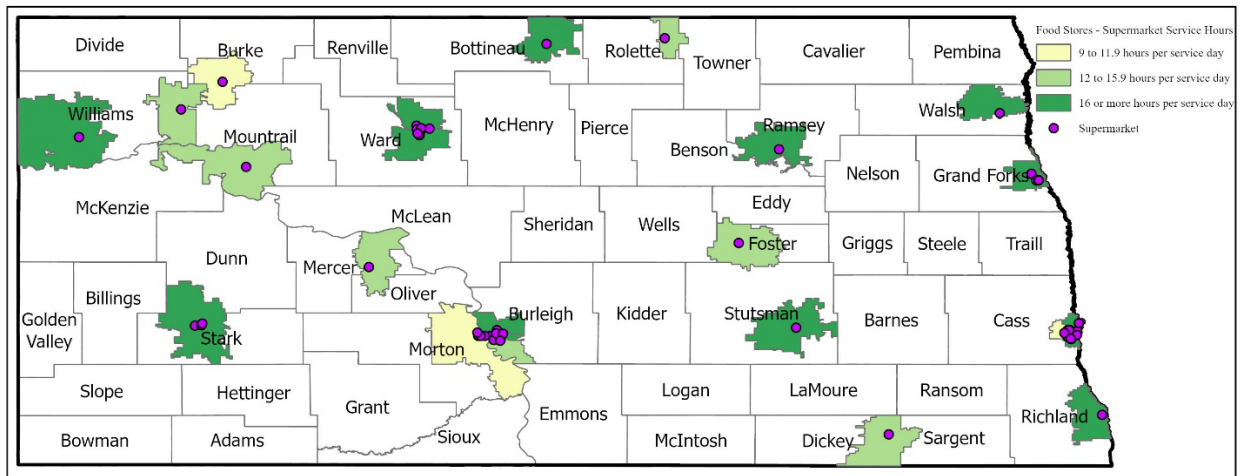 Food Stores - Supermarket Service Hours
9 to 11.9 hours per service day
12 to 15.9 hours per service day
16 or more hours per service day
Supermarket
Divide
Burke
Renville
Bottineau
Rolette
Towner
Cavalier
Pembina
Williams
Mountrail
Ward
McHenry
Pierce
Ramsey
Benson
Walsh
Nelson
Grand Forks
McKenzie
McLean
Sheridan
Wells
Eddy
Foster
Griggs
Steele
Traill
Dunn
Mercer
Oliver
Billings
Golden
Valley
Stark
Morton
Burleigh
Kidder
Stutsman
Barnes
Cass
Slope
Hettinger
Grant
Emmons
Logan
LaMoure
Ransom
Richland
Bowman
Adams
Sioux
McIntosh
Dickey
Sargent